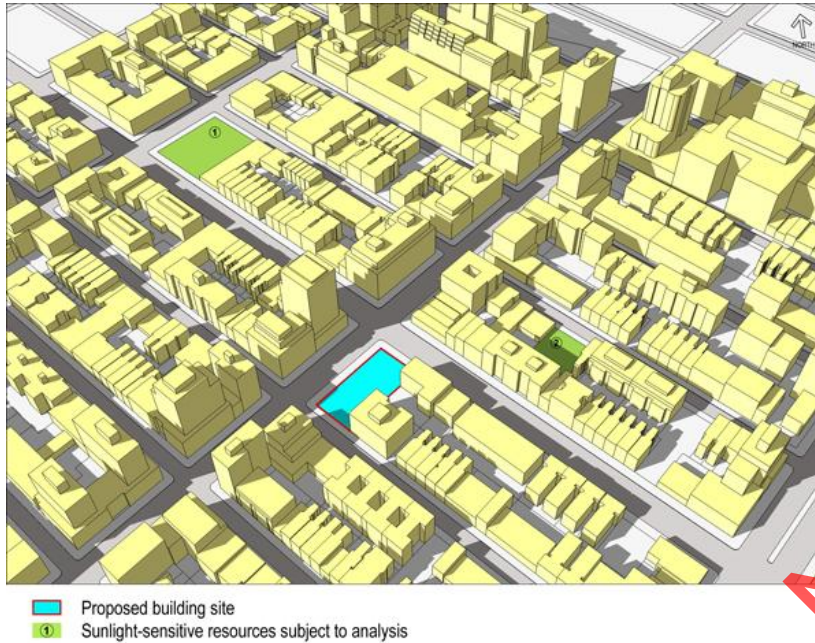 NORTH
①
②
Proposed building site
① Sunlight-sensitive resources subject to analysis